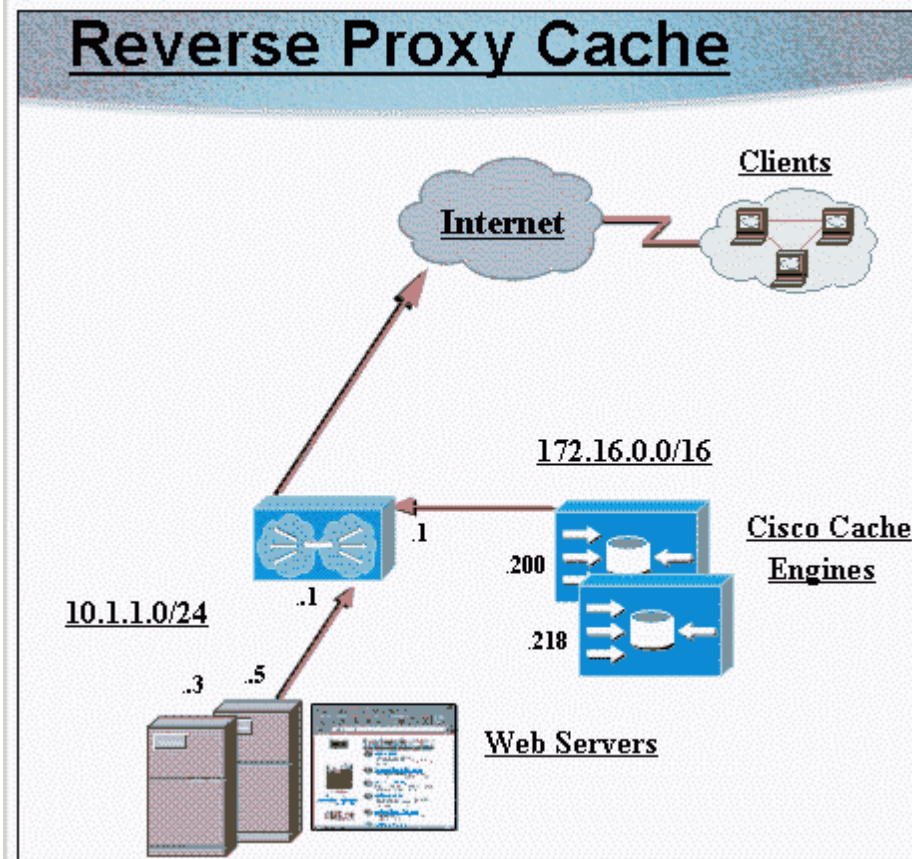 Reverse Proxy Cache
Clients
Internet
172.16.0.0/16
.1
Cisco Cache
Engines
.200
.1
10.1.1.0/24
.218
.3
.5
Web Servers